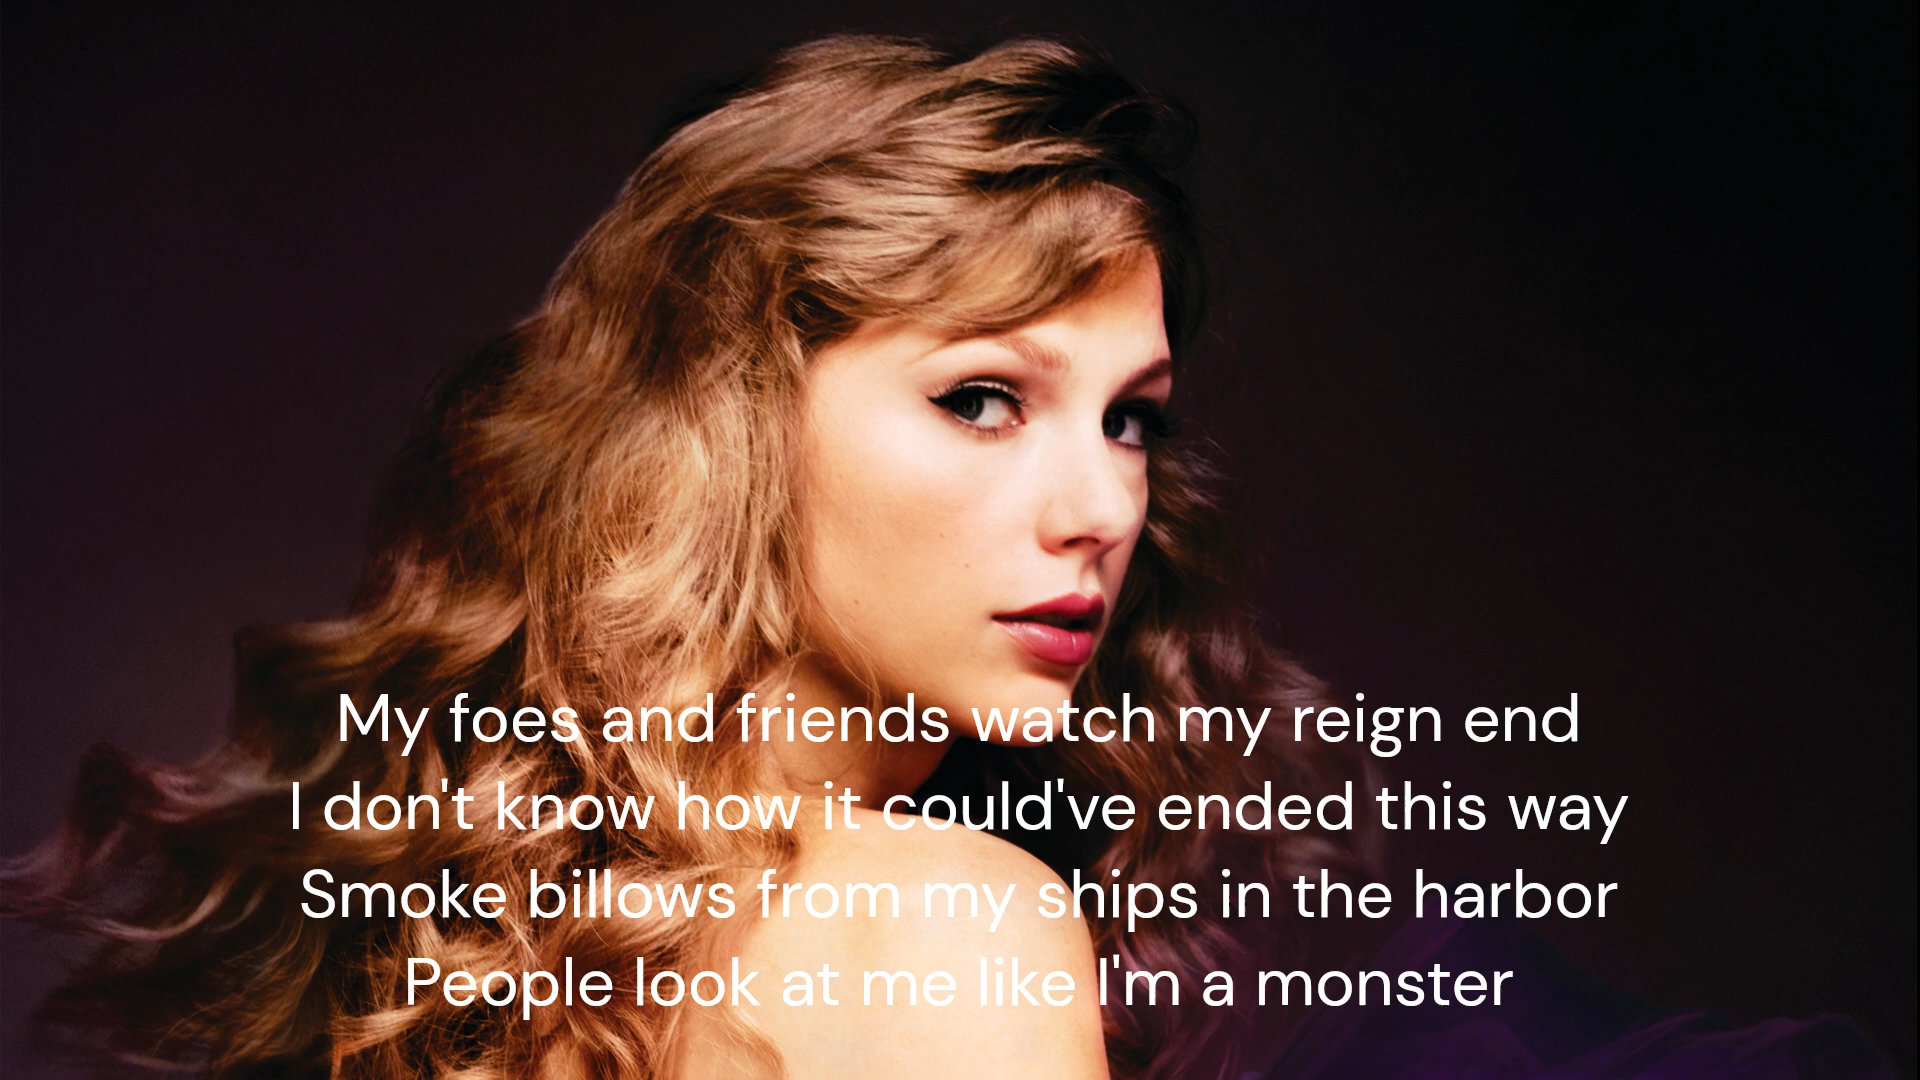 My foes and friends watch my reign end
I don't know how it could've ended this way
Smoke billows from my ships in the harbor
People look at me like I'm a monster